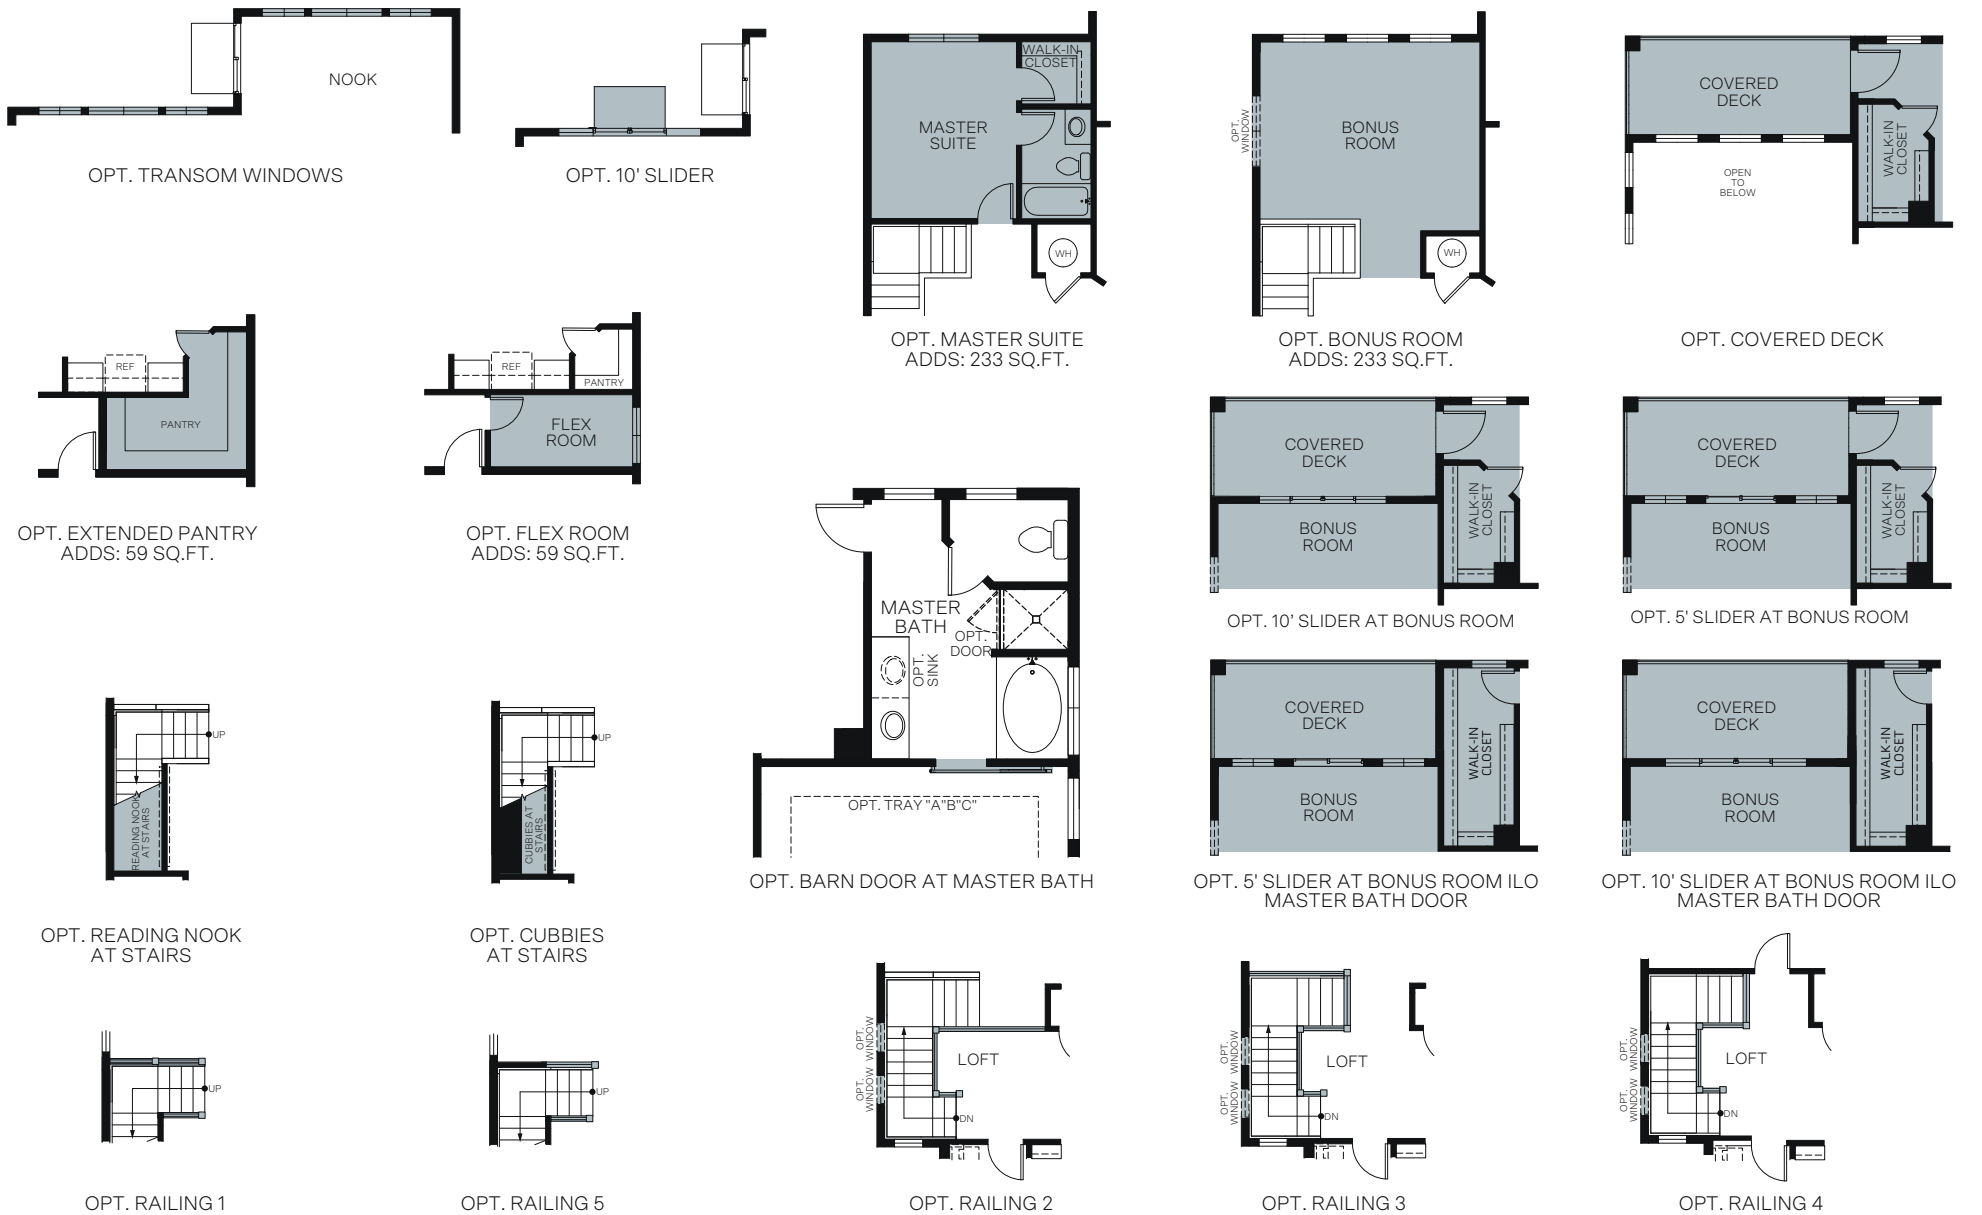 NOOK
OPT. TRANSOM WINDOWS
OPT. 10' SLIDER
WALK-IN
CLOSET
MASTER
SUITE
WH
OPT. MASTER SUITE
ADDS: 233 SQ.FT.
OPT.
WINDOW
BONUS
ROOM
WH
OPT. BONUS ROOM
ADDS: 233 SQ.FT.
COVERED
DECK
WALK-IN
CLOSET
OPEN
TO
BELOW
OPT. COVERED DECK
REF
PANTRY
OPT. EXTENDED PANTRY
ADDS: 59 SQ.FT.
REF
PANTRY
FLEX
ROOM
OPT. FLEX ROOM
ADDS: 59 SQ.FT.
MASTER
BATH
OPT.
DOOR
OPT.
SINK
OPT. TRAY "A"B"C"
OPT. BARN DOOR AT MASTER BATH
COVERED
DECK
WALK-IN
CLOSET
BONUS
ROOM
OPT. 10' SLIDER AT BONUS ROOM
COVERED
DECK
WALK-IN
CLOSET
BONUS
ROOM
OPT. 5' SLIDER AT BONUS ROOM
UP
READING NOOK
AT STAIRS
OPT. READING NOOK
AT STAIRS
UP
CUBBIES AT
STAIRS
OPT. CUBBIES
AT STAIRS
COVERED
DECK
WALK-IN
CLOSET
BONUS
ROOM
OPT. 5' SLIDER AT BONUS ROOM ILO
MASTER BATH DOOR
COVERED
DECK
WALK-IN
CLOSET
BONUS
ROOM
OPT. 10' SLIDER AT BONUS ROOM ILO
MASTER BATH DOOR
UP
OPT. RAILING 1
UP
OPT. RAILING 5
OPT.
WINDOW
OPT.
WINDOW
LOFT
DN
OPT. RAILING 2
OPT.
WINDOW
OPT.
WINDOW
LOFT
DN
OPT. RAILING 3
OPT.
WINDOW
OPT.
WINDOW
LOFT
DN
OPT. RAILING 4